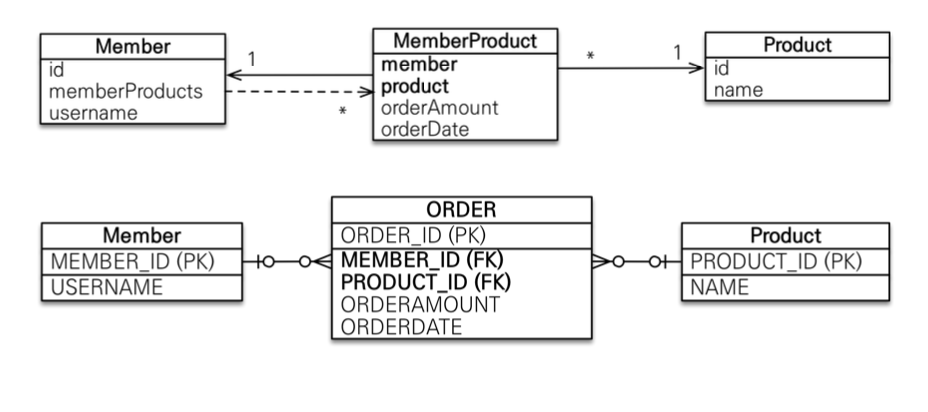 Member
id
memberProducts
username
1
*
MemberProduct
member
product
orderAmount
orderDate
*
1
Product
id
name
Member
MEMBER_ID (PK)
USERNAME
ORDER
ORDER_ID (PK)
MEMBER_ID (FK)
PRODUCT_ID (FK)
ORDERAMOUNT
ORDERDATE
Product
PRODUCT_ID (PK)
NAME